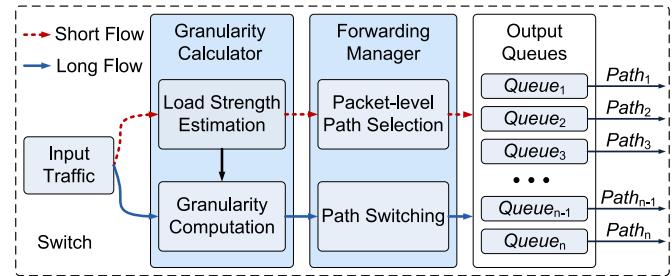 Short Flow
Long Flow
Granularity
Calculator
Forwarding
Manager
Output
Queues
Load Strength
Estimation
Packet-level
Path Selection
Input
Traffic
Granularity
Computation
Path Switching
Switch
Queue1
Queue2
Queue3
•••
Queuen-1
Queuen
Path1
Path2
Path3
Pathn-1
Pathn